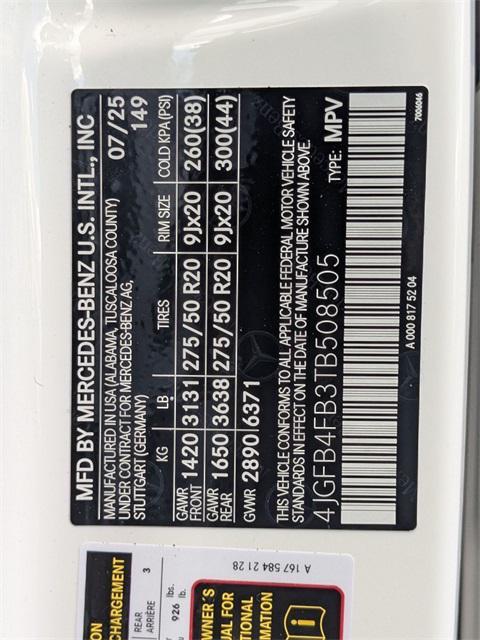 MFD BY MERCEDES-BENZ U.S. INTL., INC
MANUFACTURED IN USA (ALABAMA, TUSCALOOSA COUNTY) 07/25
UNDER CONTRACT FOR MERCEDES-BENZ AG, 149
STUTTGART (GERMANY)
KG LB TIRES RIM SIZE COLD KPA(PSI)
GAWR FRONT 1420 3131 275/50 R20 9Jx20 260(38)
GAWR REAR 1650 3638 275/50 R20 9Jx20 300(44)
GVWR 2890 6371
THIS VEHICLE CONFORMS TO ALL APPLICABLE FEDERAL MOTOR VEHICLE SAFETY
STANDARDS IN EFFECT ON THE DATE OF MANUFACTURE SHOWN ABOVE.
4JGFB4FB3TB508505 TYPE: MPV
A 000 817 52 04 7006046
CHARGEMENT
REAR
ARRIÈRE 3
926 lbs. lb.
OWNER'S
FOR
i
A 167 584 21 28